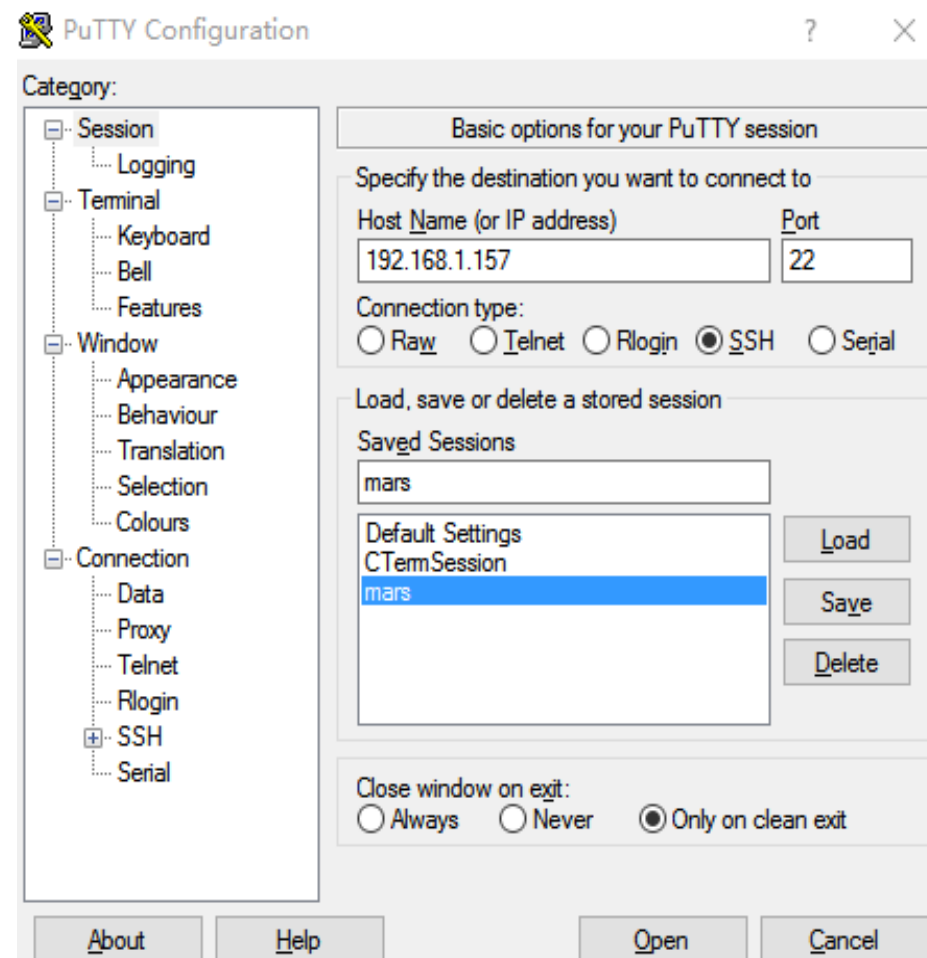 PuTTY Configuration ? ×
Category:
Session
Logging
Terminal
Keyboard
Bell
Features
Window
Appearance
Behaviour
Translation
Selection
Colours
Connection
Data
Proxy
Telnet
Rlogin
SSH
Serial
Basic options for your PuTTY session
Specify the destination you want to connect to
Host Name (or IP address) Port
192.168.1.157 22
Connection type:
Raw Telnet Rlogin SSH Serial
Load, save or delete a stored session
Saved Sessions
mars
Default Settings
CTermSession
mars
Load
Save
Delete
Close window on exit:
Always Never Only on clean exit
About Help Open Cancel